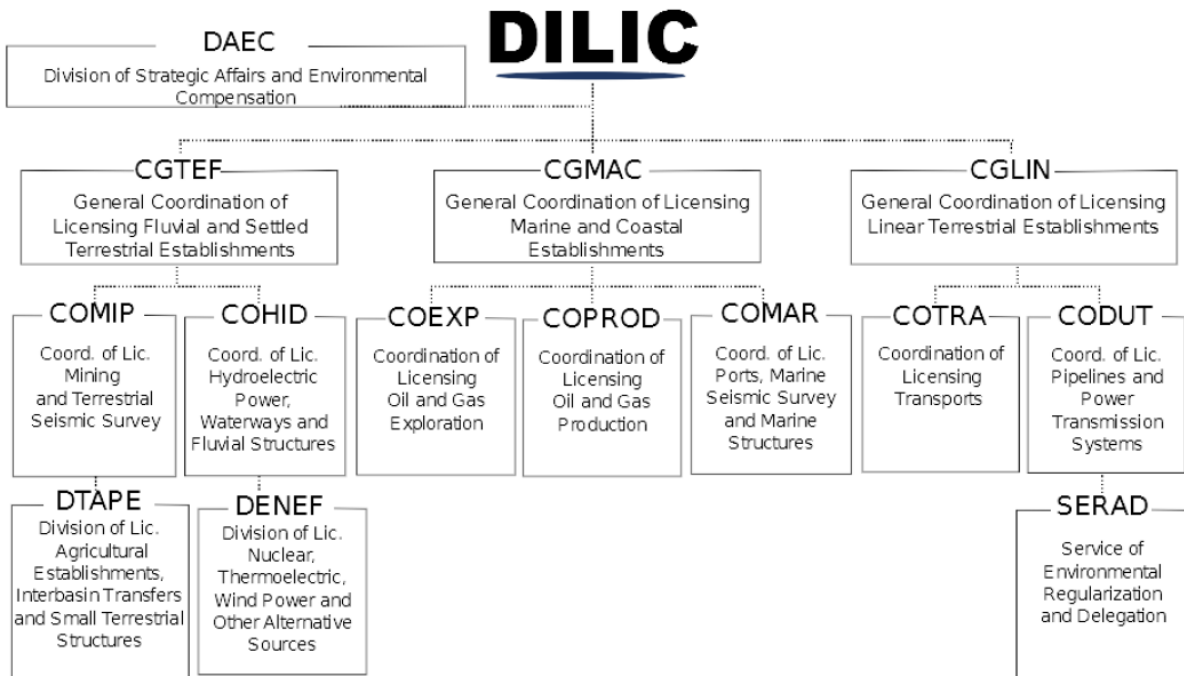 DILIC
DAEC
Division of Strategic Affairs and Environmental
Compensation
CGTEF
General Coordination of
Licensing Fluvial and Settled
Terrestrial Establishments
CGMAC
General Coordination of Licensing
Marine and Coastal
Establishments
CGLIN
General Coordination of Licensing
Linear Terrestrial Establishments
COMIP
Coord. of Lic.
Mining
and Terrestrial
Seismic Survey
COHID
Coord. of Lic.
Hydroelectric
Power,
Waterways and
Fluvial Structures
COEXP
Coordination of
Licensing
Oil and Gas
Exploration
COPROD
Coordination of
Licensing
Oil and Gas
Production
COMAR
Coord. of Lic.
Ports, Marine
Seismic Survey
and Marine
Structures
COTRA
Coordination of
Licensing
Transports
CODUT
Coord. of Lic.
Pipelines and
Power
Transmission
Systems
DTAPE
Division of Lic.
Agricultural
Establishments,
Interbasin Transfers
and Small Terrestrial
Structures
DENEF
Division of Lic.
Nuclear,
Thermoelectric,
Wind Power and
Other Alternative
Sources
SERAD
Service of
Environmental
Regularization
and Delegation